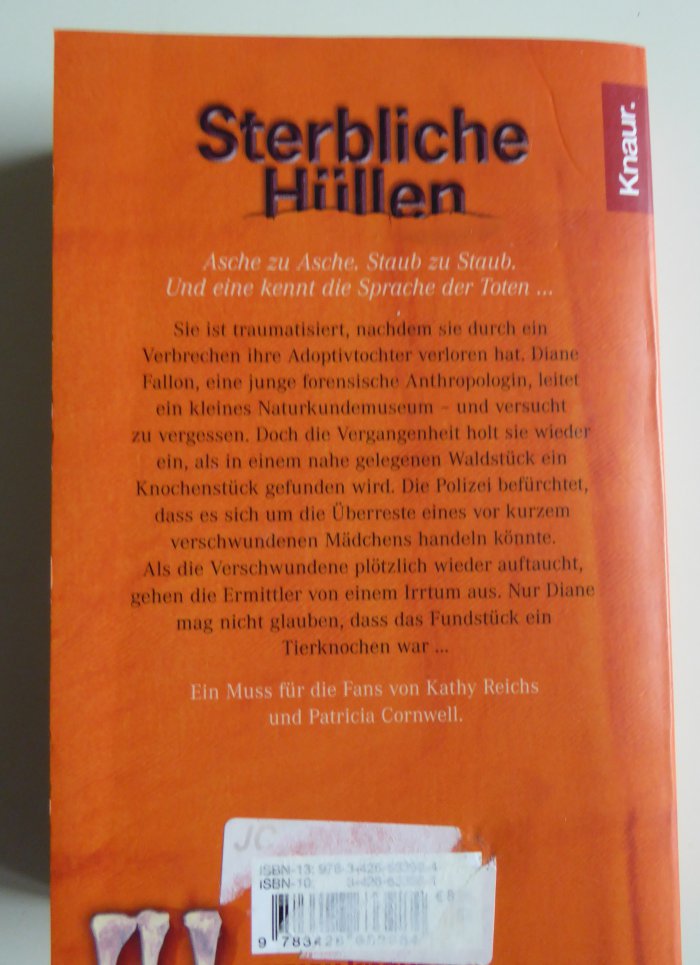 Sterbliche
Hüllen
Knaur.
Asche zu Asche. Staub zu Staub.
Und eine kennt die Sprache der Toten ...
Sie ist traumatisiert, nachdem sie durch ein
Verbrechen ihre Adoptivtochter verloren hat. Diane
Fallon, eine junge forensische Anthropologin, leitet
ein kleines Naturkundemuseum – und versucht
zu vergessen. Doch die Vergangenheit holt sie wieder
ein, als in einem nahe gelegenen Waldstück ein
Knochenstück gefunden wird. Die Polizei befürchtet,
dass es sich um die Überreste eines vor kurzem
verschwundenen Mädchens handeln könnte.
Als die Verschwundene plötzlich wieder auftaucht,
gehen die Ermittler von einem Irrtum aus. Nur Diane
mag nicht glauben, dass das Fundstück ein
Tierknochen war ...
Ein Muss für die Fans von Kathy Reichs
und Patricia Cornwell.
JC
ISBN-13:
ISBN-10: